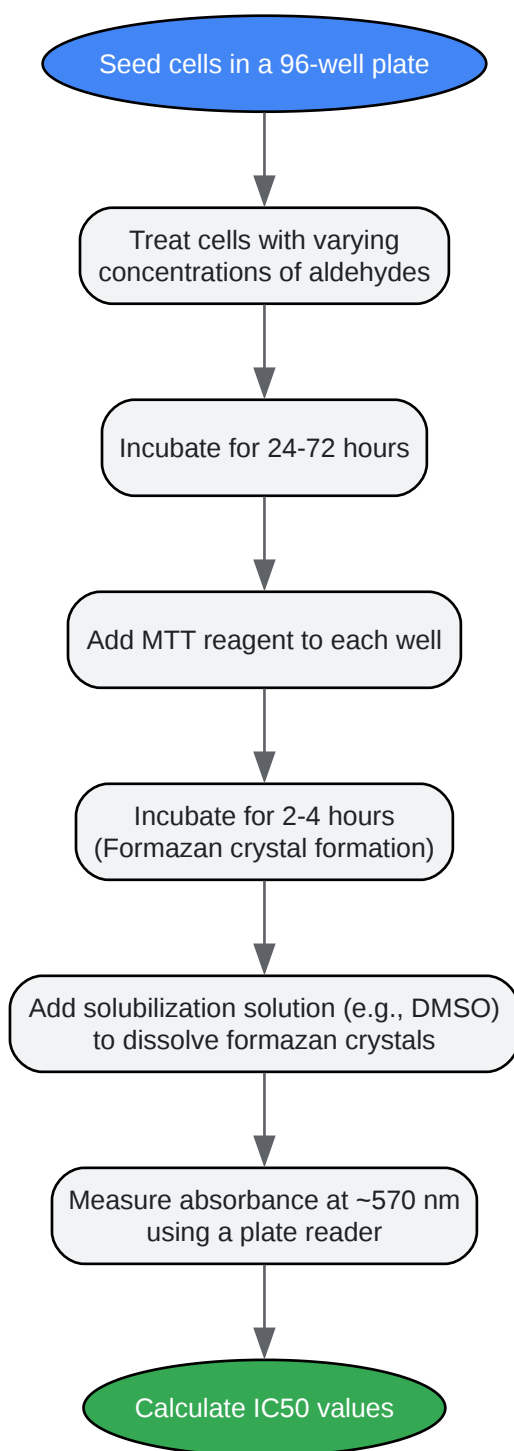 Seed cells in a 96-well plate
Treat cells with varying
concentrations of aldehydes
Incubate for 24-72 hours
Add MTT reagent to each well
Incubate for 2-4 hours
(Formazan crystal formation)
Add solubilization solution (e.g., DMSO)
to dissolve formazan crystals
Measure absorbance at ~570 nm
using a plate reader
Calculate IC50 values